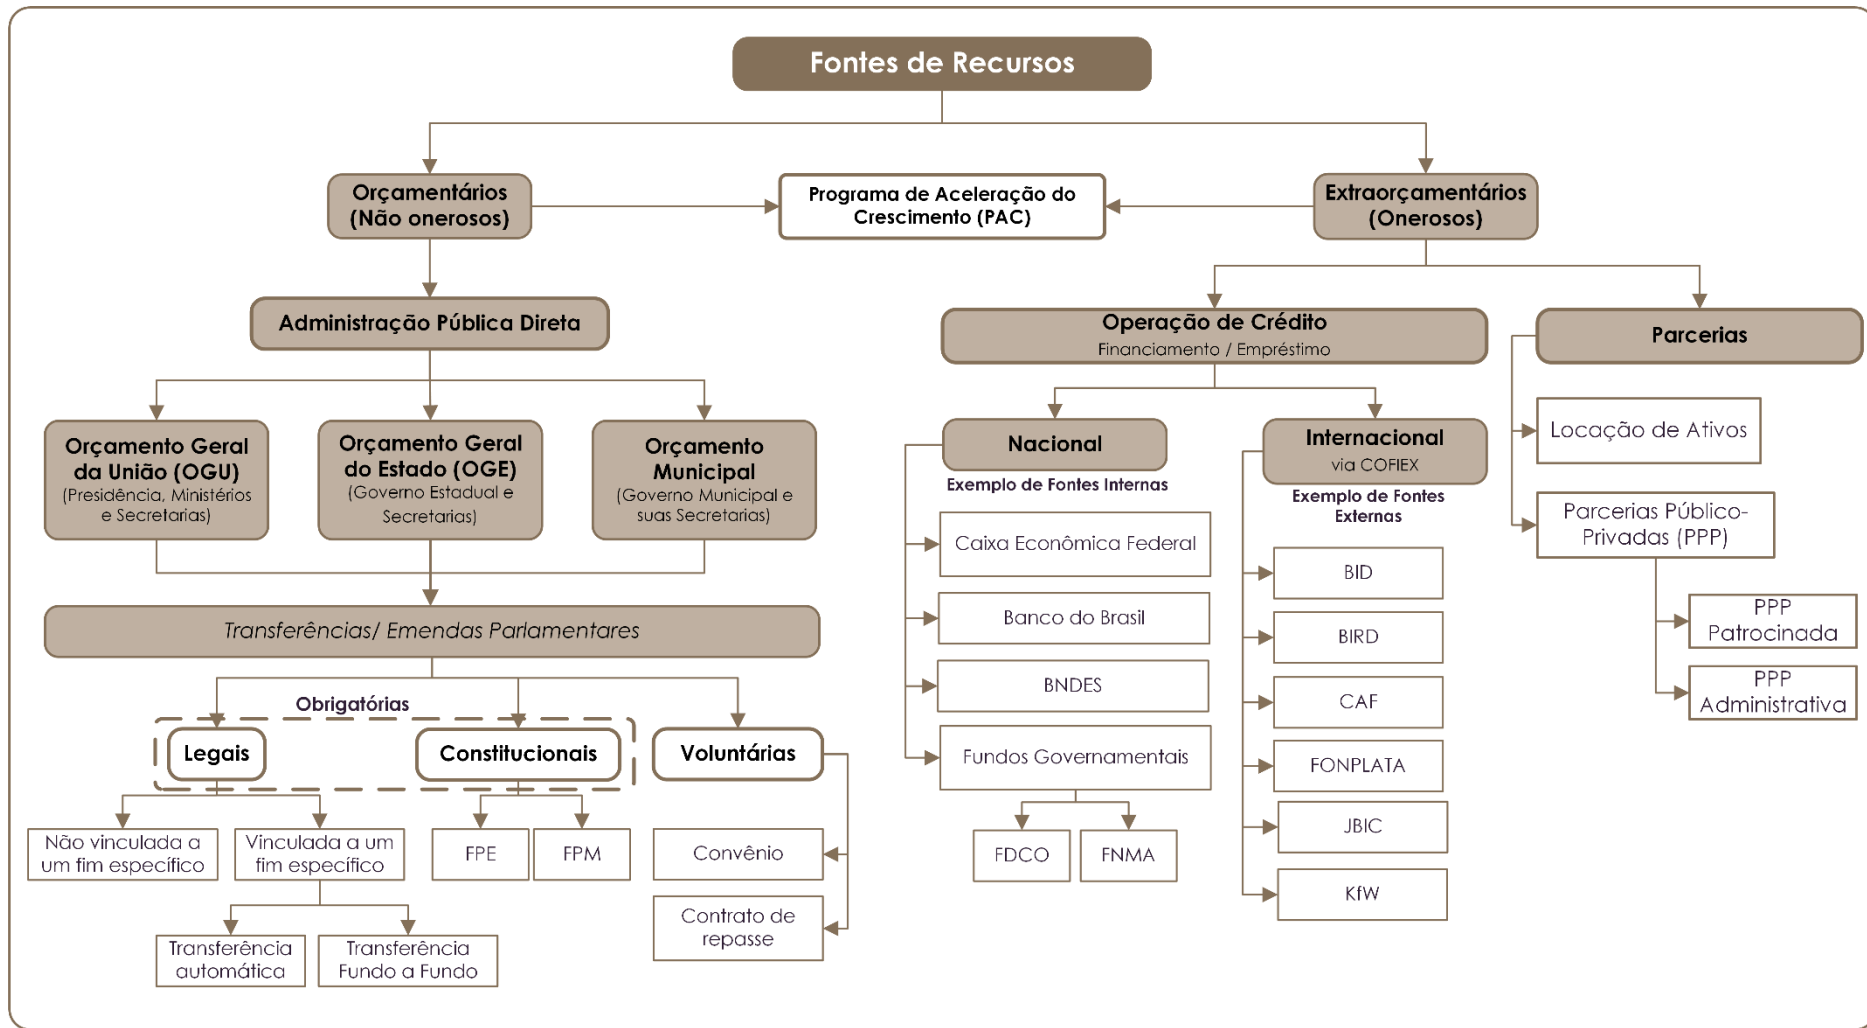 Fontes de Recursos
Orçamentários
(Não onerosos)
Programa de Aceleração do
Crescimento (PAC)
Extraorçamentários
(Onerosos)
Administração Pública Direta
Operação de Crédito
Financiamento / Empréstimo
Parcerias
Orçamento Geral
da União (OGU)
(Presidência, Ministérios
e Secretarias)
Orçamento Geral
do Estado (OGE)
(Governo Estadual e
Secretarias)
Orçamento
Municipal
(Governo Municipal e
suas Secretarias)
Transferências/ Emendas Parlamentares
Obrigatórias
Legais
Constitucionais
Voluntárias
Não vinculada a
um fim específico
Vinculada a um
fim específico
FPE
FPM
Convênio
Contrato de
repasse
Transferência
automática
Transferência
Fundo a Fundo
Nacional
Exemplo de Fontes Internas
Caixa Econômica Federal
Banco do Brasil
BNDES
Fundos Governamentais
FDCO
FNMA
Internacional
via COFIEX
Exemplo de Fontes
Externas
BID
BIRD
CAF
FONPLATA
JBIC
KfW
Locação de Ativos
Parcerias Público-
Privadas (PPP)
PPP
Patrocinada
PPP
Administrativa